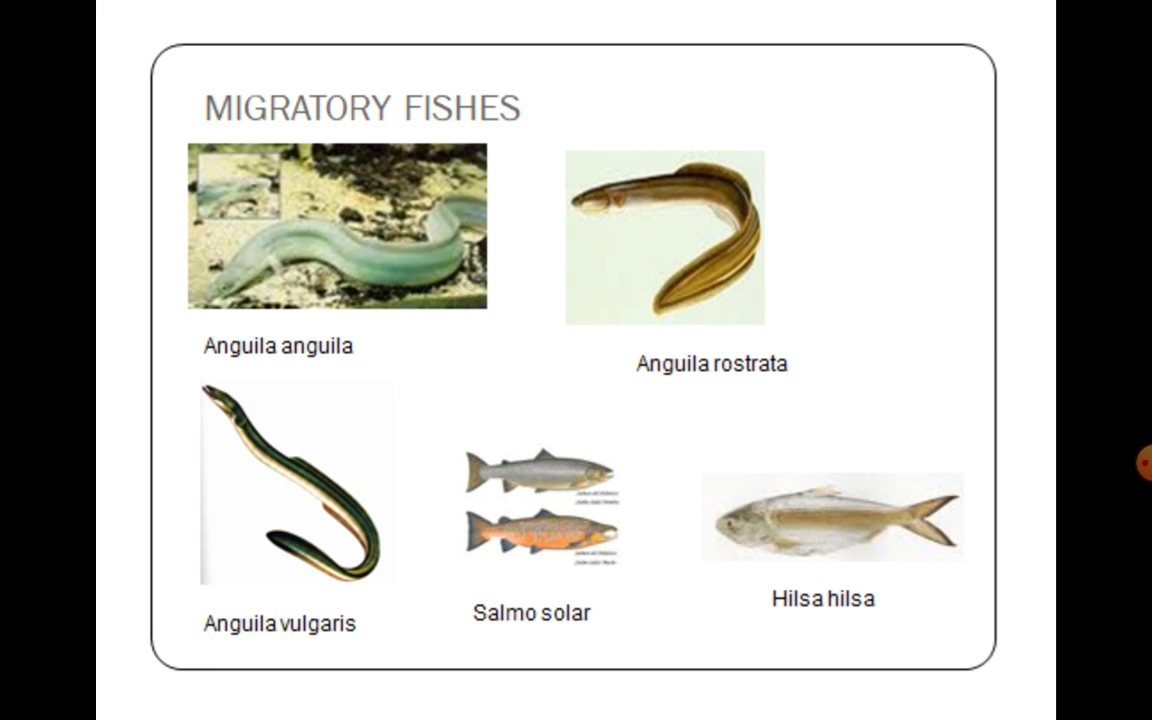 MIGRATORY FISHES
Anguila anguila
Anguila rostrata
Anguila vulgaris
Salmo solar
Hilsa hilsa